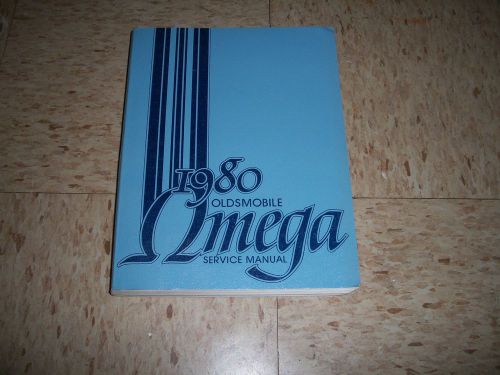 1980
OLDSMOBILE
Omega
SERVICE MANUAL